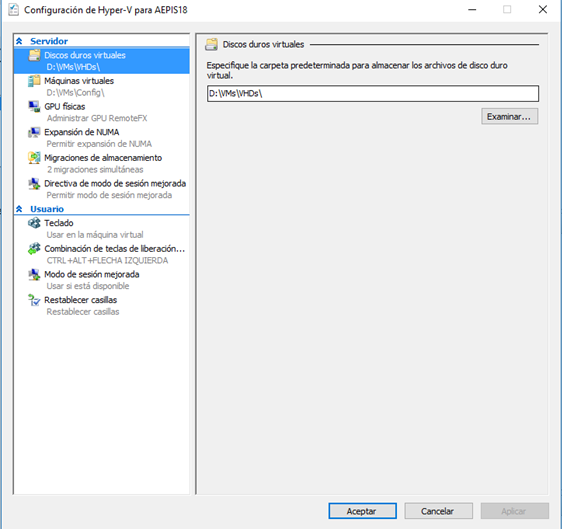 Configuración de Hyper-V para AEPIS18
Servidor
Discos duros virtuales
D:\VMs\VHDs\
Máquinas virtuales
D:\VMs\Config\
GPU físicas
Administrar GPU RemoteFX
Expansión de NUMA
Permitir expansión de NUMA
Migraciones de almacenamiento
2 migraciones simultáneas
Directiva de modo de sesión mejorada
Permitir modo de sesión mejorada
Usuario
Teclado
Usar en la máquina virtual
Combinación de teclas de liberación...
CTRL+ALT+FLECHA IZQUIERDA
Modo de sesión mejorada
Usar si está disponible
Restablecer casillas
Restablecer casillas
Discos duros virtuales
Especifique la carpeta predeterminada para almacenar los archivos de disco duro
virtual.
D:\VMs\VHDs\
Examinar...
Aceptar
Cancelar
Aplicar